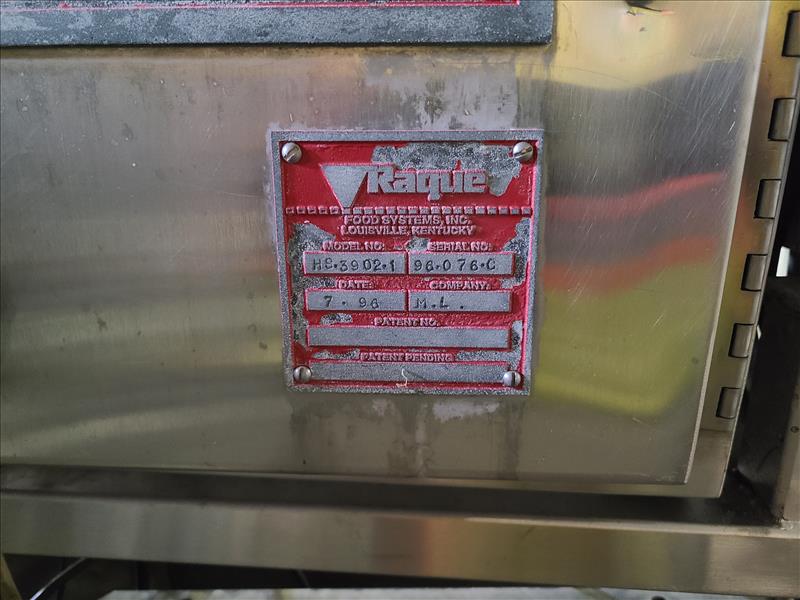 Raque
FOOD SYSTEMS, INC.
LOUISVILLE, KENTUCKY
MODEL NO: SERIAL NO:
HS.3902.1 96.076.C
DATE: COMPANY:
7 · 96 M.L.
PATENT NO.
PATENT PENDING